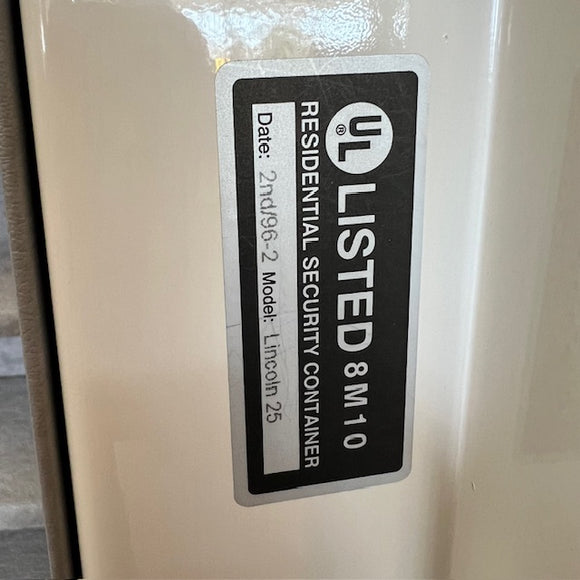 UL ® LISTED 8M10
RESIDENTIAL SECURITY CONTAINER
Date: 2nd/96-2 Model: Lincoln 25